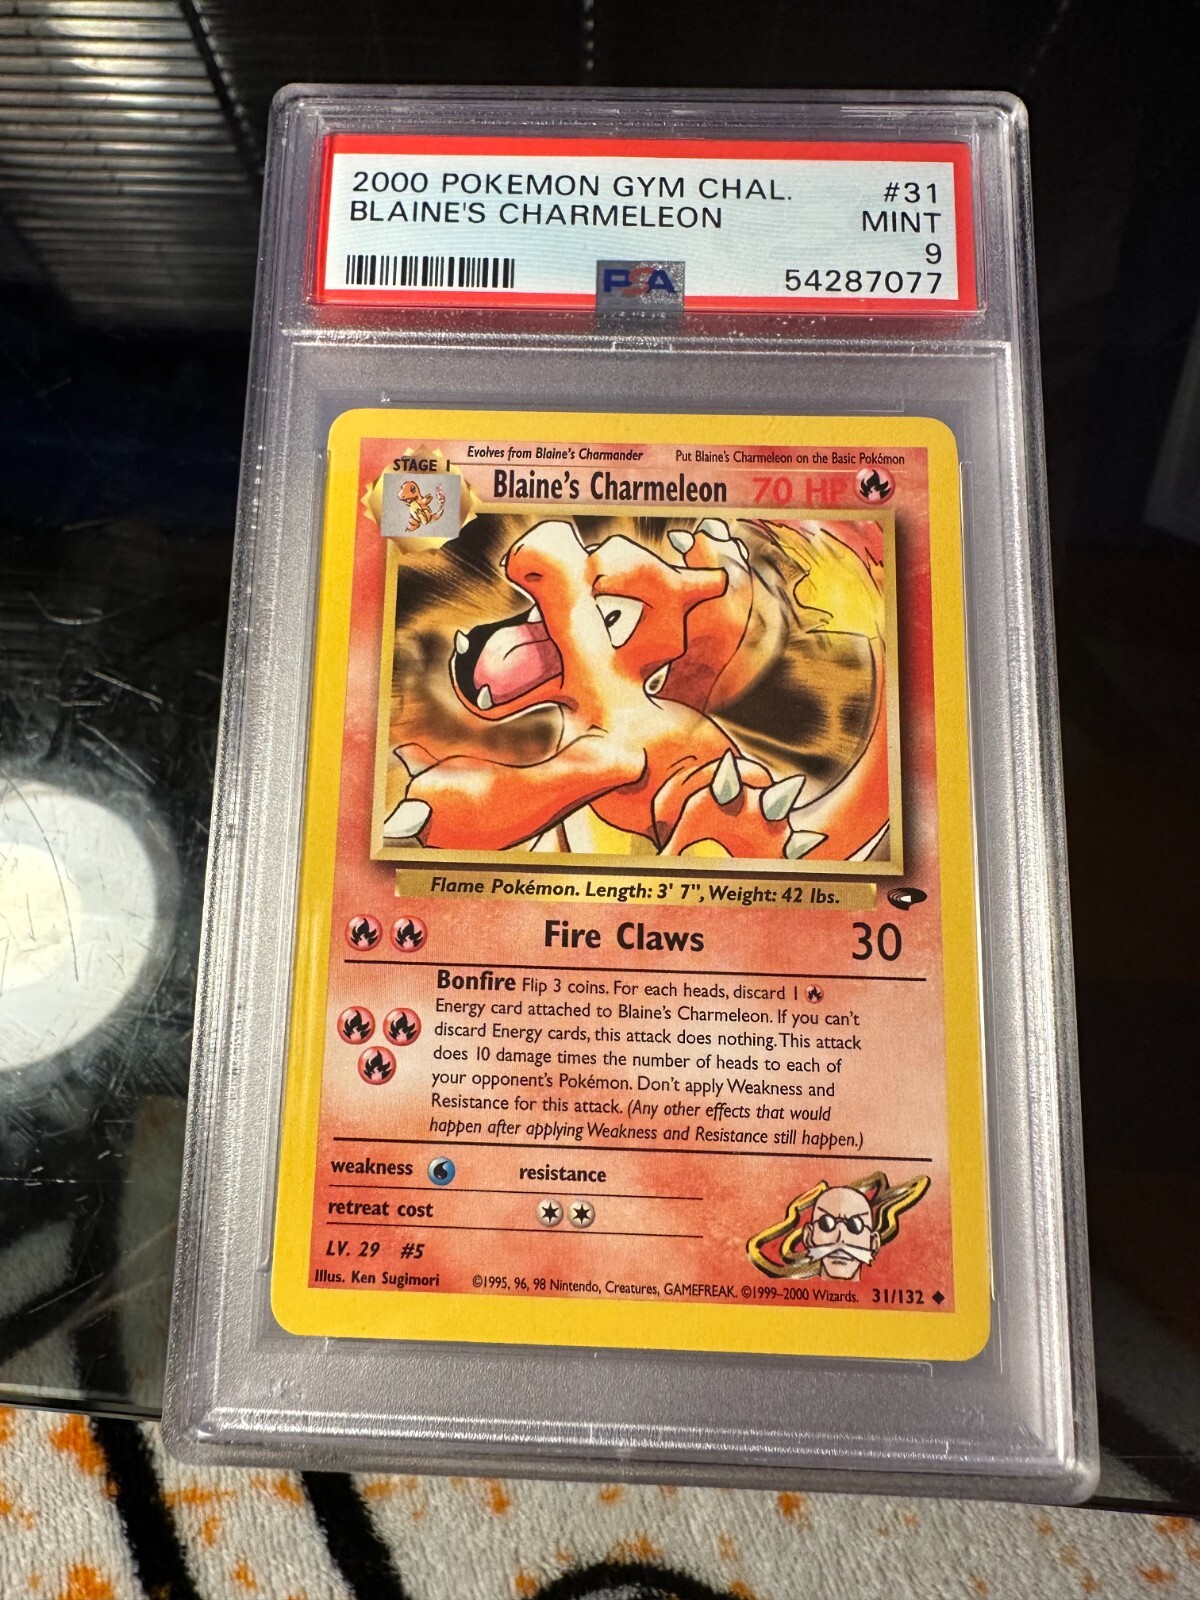 2000 POKEMON GYM CHAL. #31
BLAINE'S CHARMELEON MINT
9
PSA 54287077
Evolves from Blaine's Charmander Put Blaine's Charmeleon on the Basic Pokémon
STAGE 1
Blaine's Charmeleon 70 HP
Flame Pokémon. Length: 3' 7", Weight: 42 lbs.
Fire Claws 30
Bonfire Flip 3 coins. For each heads, discard 1
Energy card attached to Blaine's Charmeleon. If you can't
discard Energy cards, this attack does nothing. This attack
does 10 damage times the number of heads to each of
your opponent's Pokémon. Don't apply Weakness and
Resistance for this attack. (Any other effects that would
happen after applying Weakness and Resistance still happen.)
weakness resistance
retreat cost
LV. 29 #5
Illus. Ken Sugimori ©1995, 96, 98 Nintendo, Creatures, GAMEFREAK. ©1999–2000 Wizards. 31/132